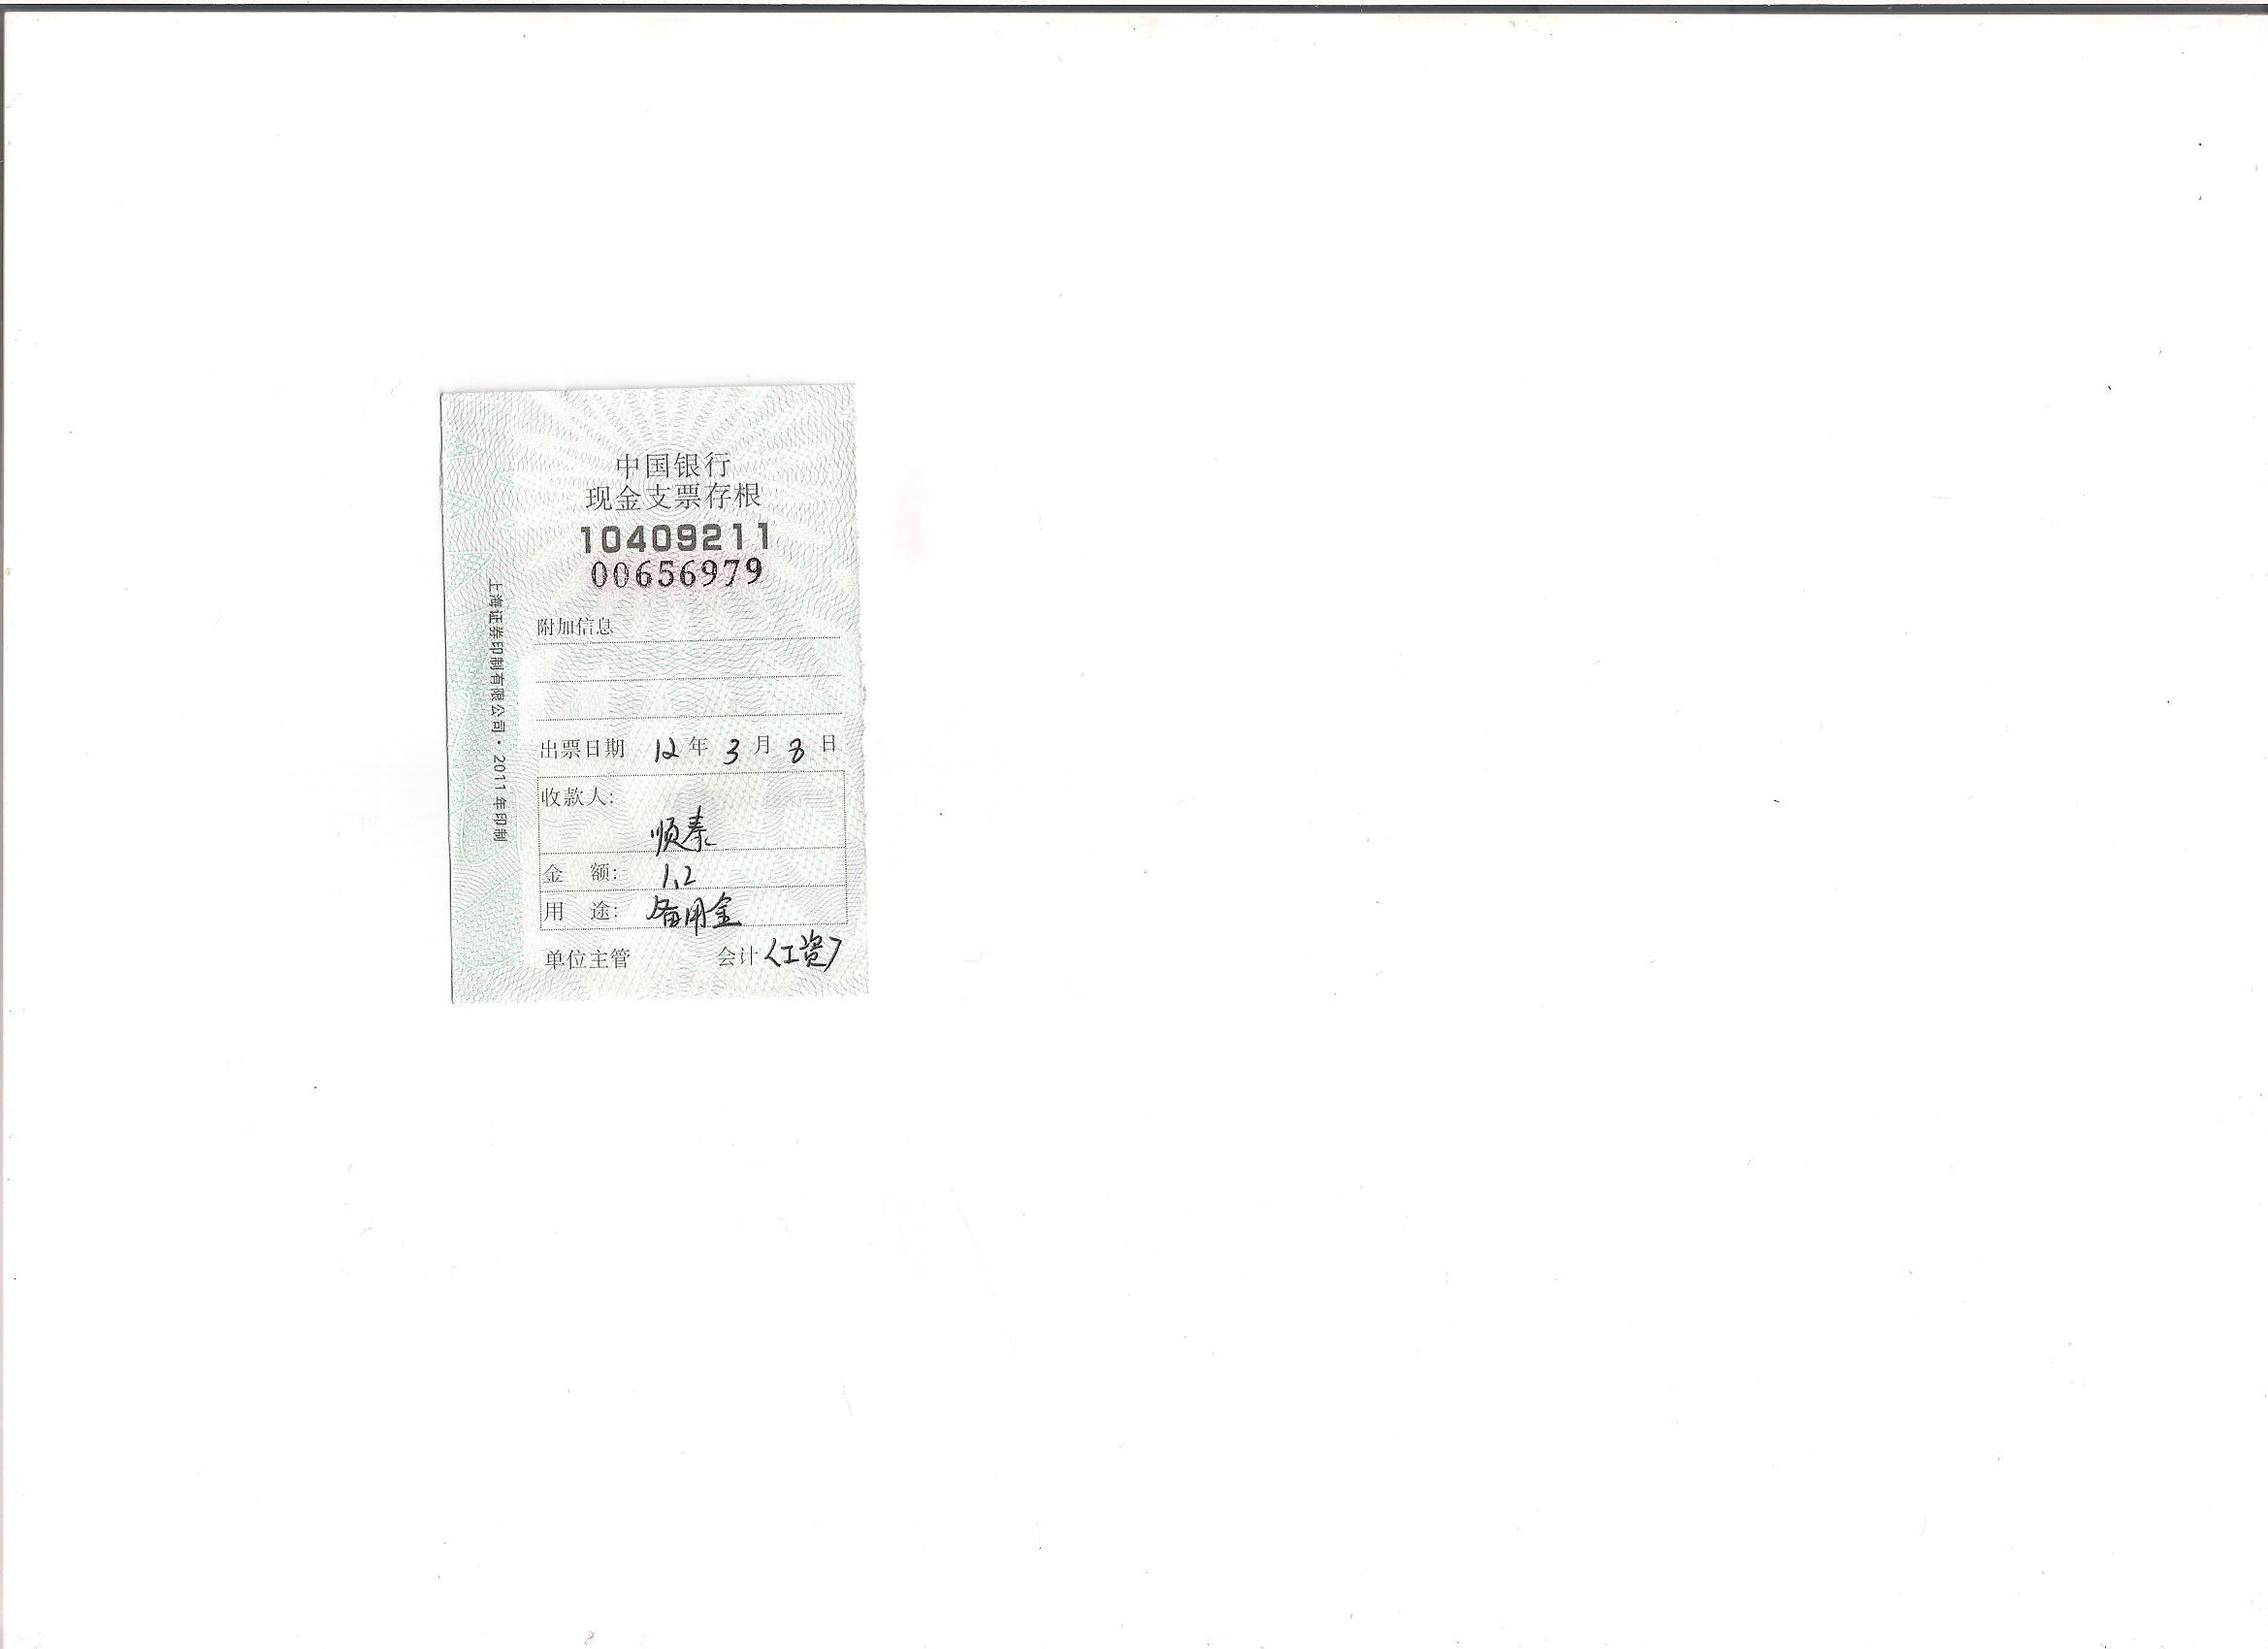 中国银行
现金支票存根
10409211
00656979
附加信息
出票日期 12 年 3 月 8 日
收款人:
顺泰
金 额: 1.2
用 途: 备用金
单位主管 会计 (工资)
上海证券印制有限公司·2011年印制